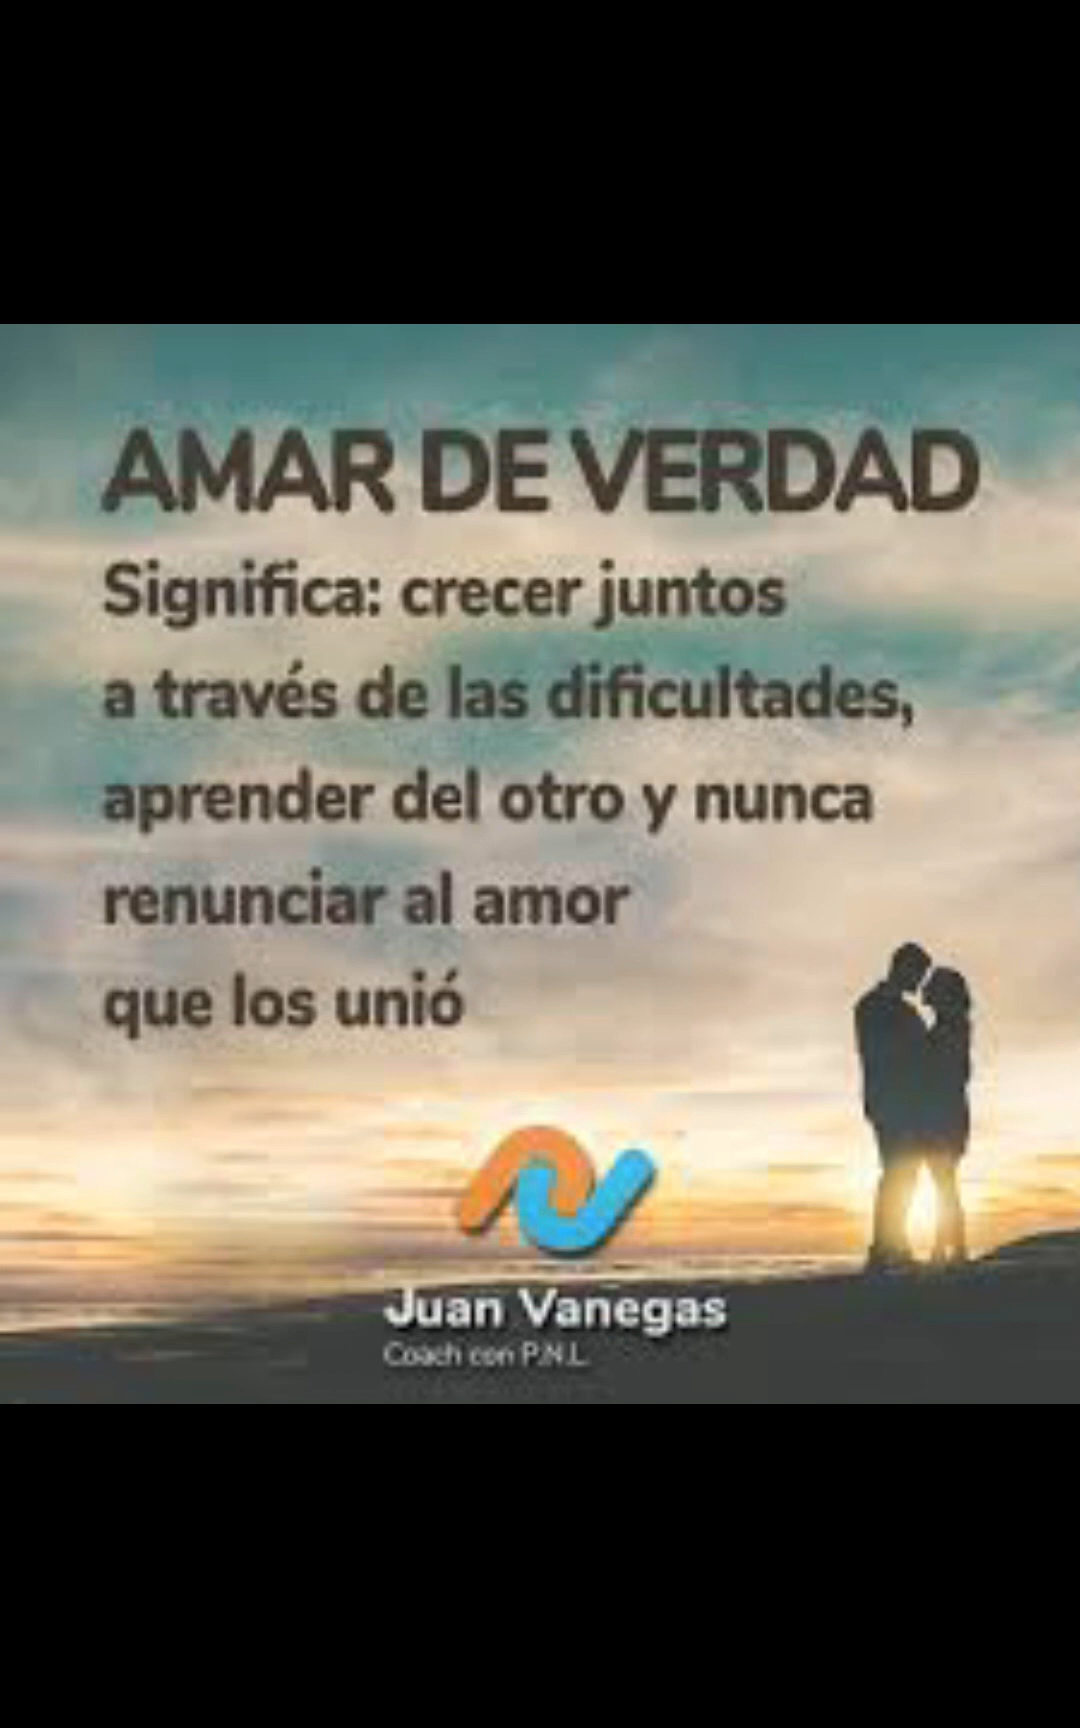 AMAR DE VERDAD
Significa: crecer juntos
a través de las dificultades,
aprender del otro y nunca
renunciar al amor
que los unió
Juan Vanegas
Coach con P.N.L.